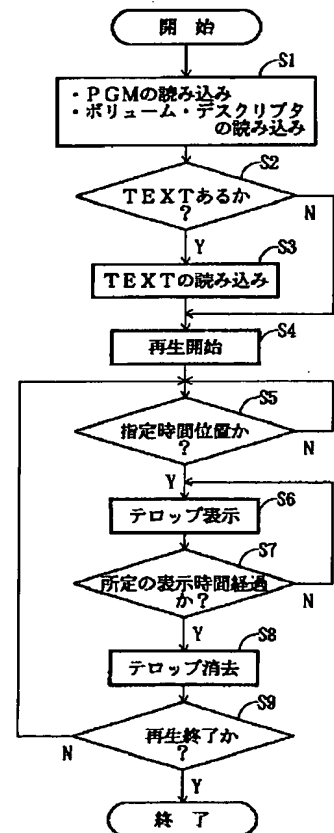 開始
S1
・PGMの読み込み
・ボリューム・デスクリプタ
の読み込み
S2
TEXTあるか
?
N
Y
S3
TEXTの読み込み
S4
再生開始
S5
指定時間位置か
?
N
Y
S6
テロップ表示
S7
所定の表示時間経過
か?
N
Y
S8
テロップ消去
S9
再生終了か
?
N
Y
終了